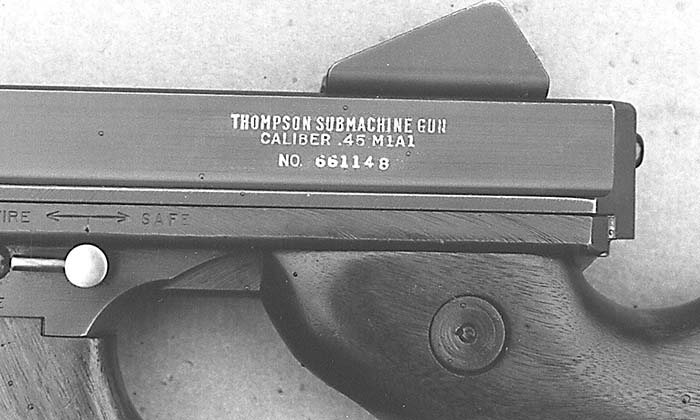 THOMPSON SUBMACHINE GUN
CALIBER .45 M1A1
NO. 661148
FIRE ⟷ SAFE